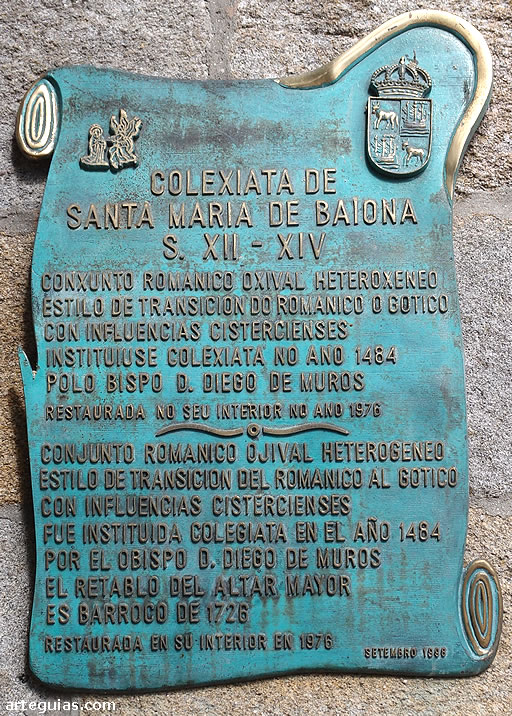 COLEXIATA DE
SANTA MARIA DE BAIONA
S. XII - XIV
CONXUNTO ROMANICO OXIVAL HETEROXENEO
ESTILO DE TRANSICION DO ROMANICO O GOTICO
CON INFLUENCIAS CISTERCIENSES
INSTITUIUSE COLEXIATA NO ANO 1484
POLO BISPO D. DIEGO DE MUROS
RESTAURADA NO SEU INTERIOR NO ANO 1976
CONJUNTO ROMANICO OJIVAL HETEROGENEO
ESTILO DE TRANSICION DEL ROMANICO AL GOTICO
CON INFLUENCIAS CISTERCIENSES
FUE INSTITUIDA COLEGIATA EN EL AÑO 1484
POR EL OBISPO D. DIEGO DE MUROS
EL RETABLO DEL ALTAR MAYOR
ES BARROCO DE 1726
RESTAURADA EN SU INTERIOR EN 1976
SETEMBRO
arteguias.com